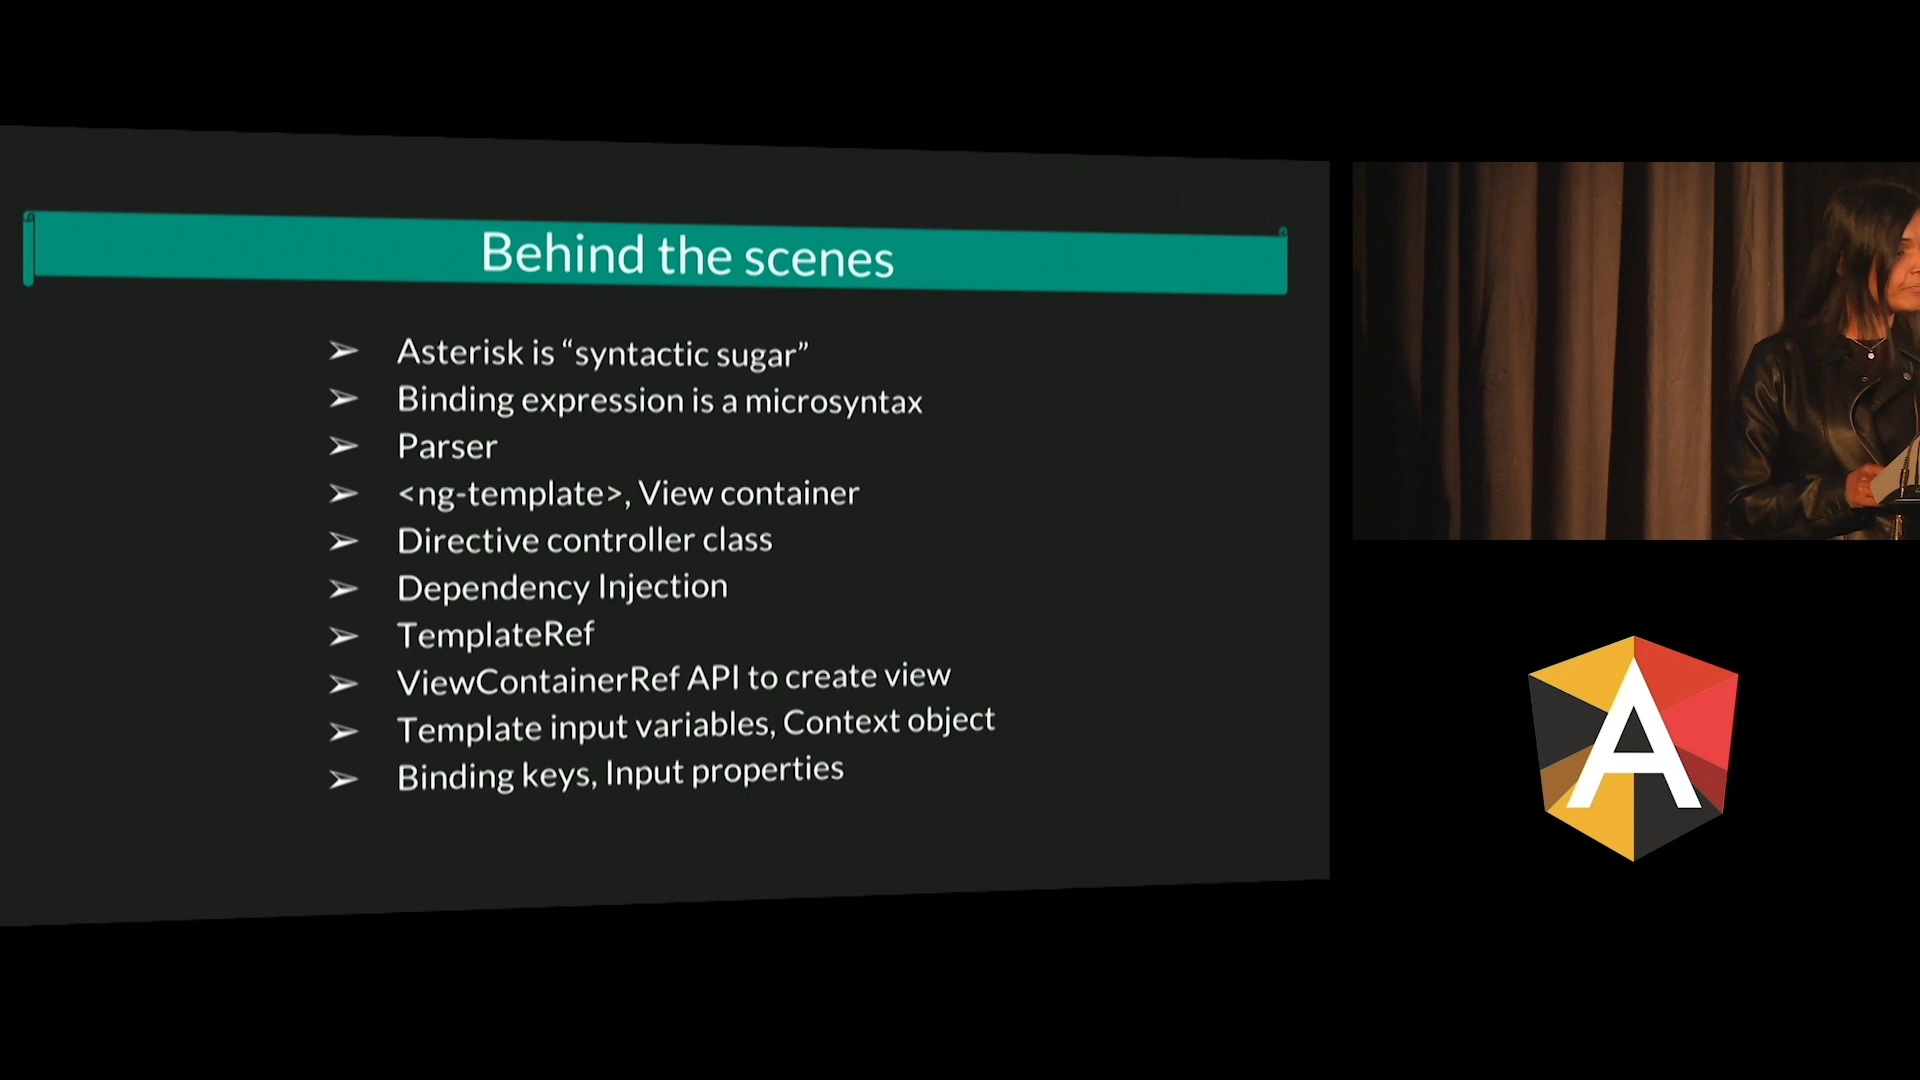 Behind the scenes
➢ Asterisk is “syntactic sugar”
➢ Binding expression is a microsyntax
➢ Parser
➢ <ng-template>, View container
➢ Directive controller class
➢ Dependency Injection
➢ TemplateRef
➢ ViewContainerRef API to create view
➢ Template input variables, Context object
➢ Binding keys, Input properties
A